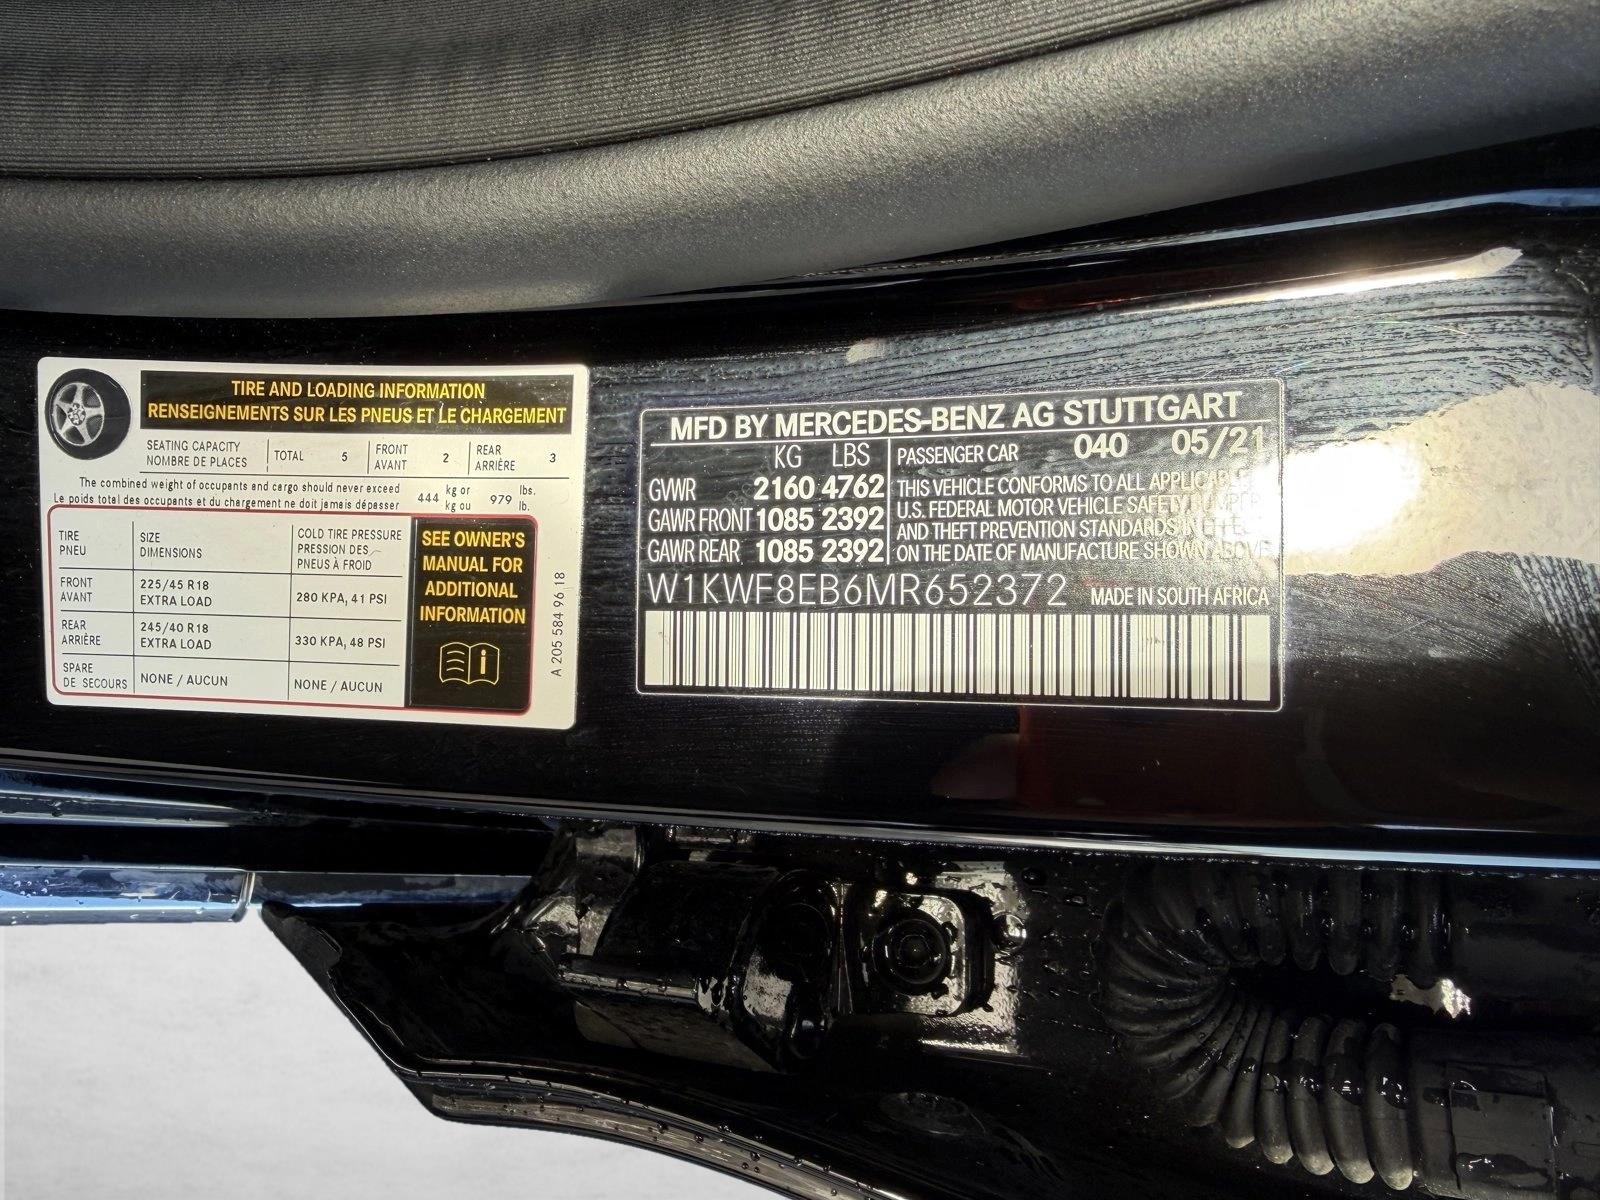 TIRE AND LOADING INFORMATION
RENSEIGNEMENTS SUR LES PNEUS ET LE CHARGEMENT
SEATING CAPACITY
NOMBRE DE PLACES
TOTAL 5
FRONT
AVANT
2
REAR
ARRIÈRE
3
The combined weight of occupants and cargo should never exceed
Le poids total des occupants et du chargement ne doit jamais dépasser
444
kg or
kg ou
979
lbs.
lb.
TIRE
PNEU
SIZE
DIMENSIONS
COLD TIRE PRESSURE
PRESSION DES
PNEUS À FROID
FRONT
AVANT
225/45 R18
EXTRA LOAD
280 KPA, 41 PSI
REAR
ARRIÈRE
245/40 R18
EXTRA LOAD
330 KPA, 48 PSI
SPARE
DE SECOURS
NONE / AUCUN
NONE / AUCUN
SEE OWNER'S
MANUAL FOR
ADDITIONAL
INFORMATION
i
A 205 584 96 18
MFD BY MERCEDES-BENZ AG STUTTGART
KG LBS
GVWR 2160 4762
GAWR FRONT 1085 2392
GAWR REAR 1085 2392
PASSENGER CAR 040 05/21
THIS VEHICLE CONFORMS TO ALL APPLICABLE
U.S. FEDERAL MOTOR VEHICLE SAFETY, BUMPER,
AND THEFT PREVENTION STANDARDS IN EFFECT
ON THE DATE OF MANUFACTURE SHOWN ABOVE
W1KWF8EB6MR652372 MADE IN SOUTH AFRICA